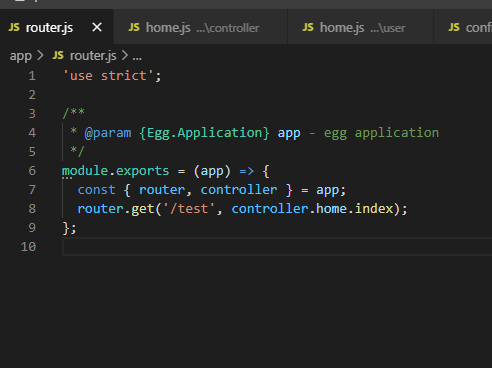 JS router.js × JS home.js ...\controller JS home.js ...\user JS conf
app > JS router.js > ...
1 'use strict';
2
3 /**
4 * @param {Egg.Application} app - egg application
5 */
6 module.exports = (app) => {
7 const { router, controller } = app;
8 router.get('/test', controller.home.index);
9 };
10